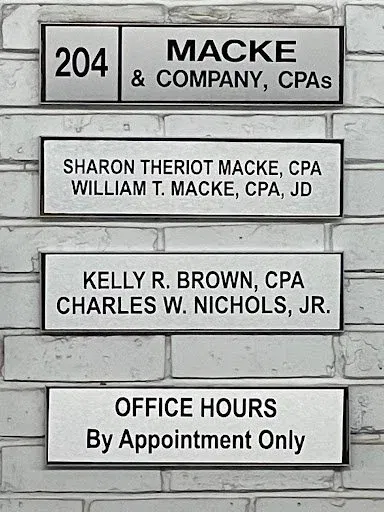 204 MACKE
& COMPANY, CPAs
SHARON THERIOT MACKE, CPA
WILLIAM T. MACKE, CPA, JD
KELLY R. BROWN, CPA
CHARLES W. NICHOLS, JR.
OFFICE HOURS
By Appointment Only